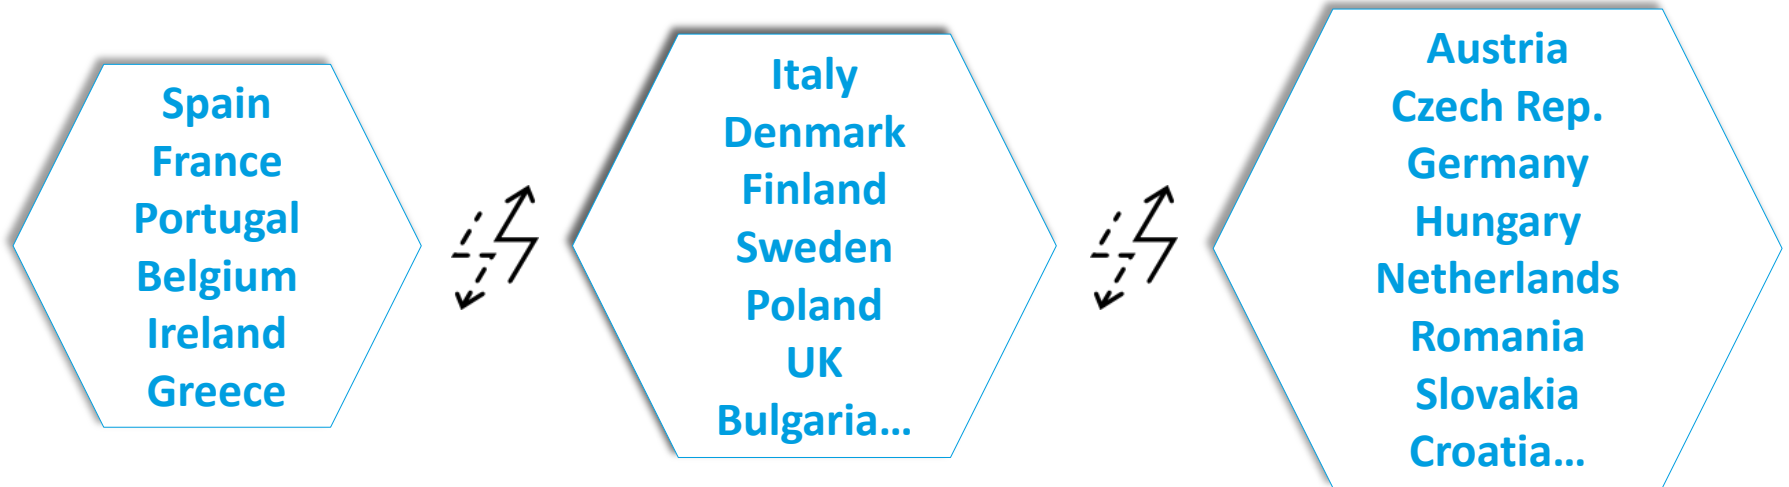 Spain
France
Portugal
Belgium
Ireland
Greece
Italy
Denmark
Finland
Sweden
Poland
UK
Bulgaria...
Austria
Czech Rep.
Germany
Hungary
Netherlands
Romania
Slovakia
Croatia...